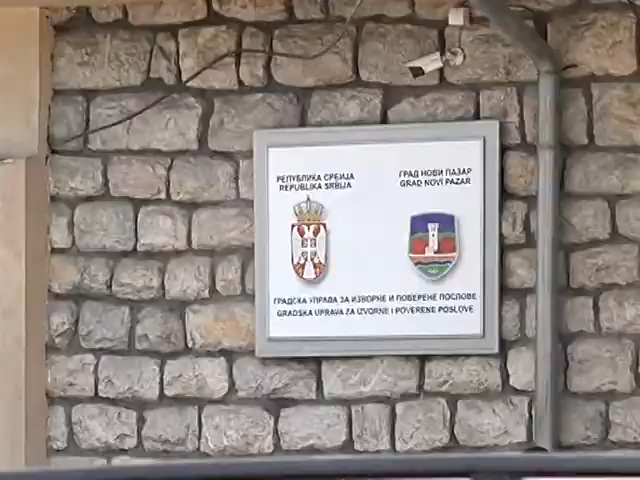 РЕПУБЛИКА СРБИЈА
REPUBLIKA SRBIJA
ГРАД НОВИ ПАЗАР
GRAD NOVI PAZAR
ГРАДСКА УПРАВА ЗА ИЗВОРНЕ И ПОВЕРЕНЕ ПОСЛОВЕ
GRADSKA UPRAVA ZA IZVORNE I POVERENE POSLOVE